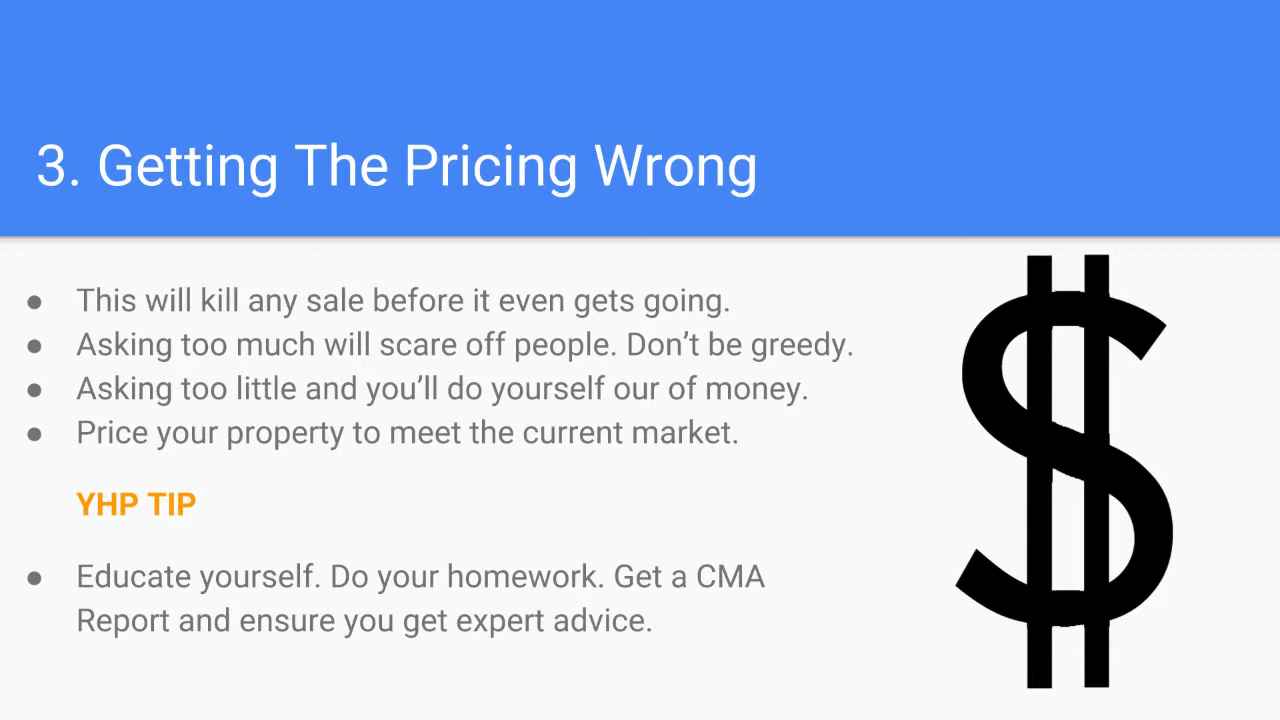 3. Getting The Pricing Wrong
● This will kill any sale before it even gets going.
● Asking too much will scare off people. Don’t be greedy.
● Asking too little and you’ll do yourself our of money.
● Price your property to meet the current market.
YHP TIP
● Educate yourself. Do your homework. Get a CMA
Report and ensure you get expert advice.
$